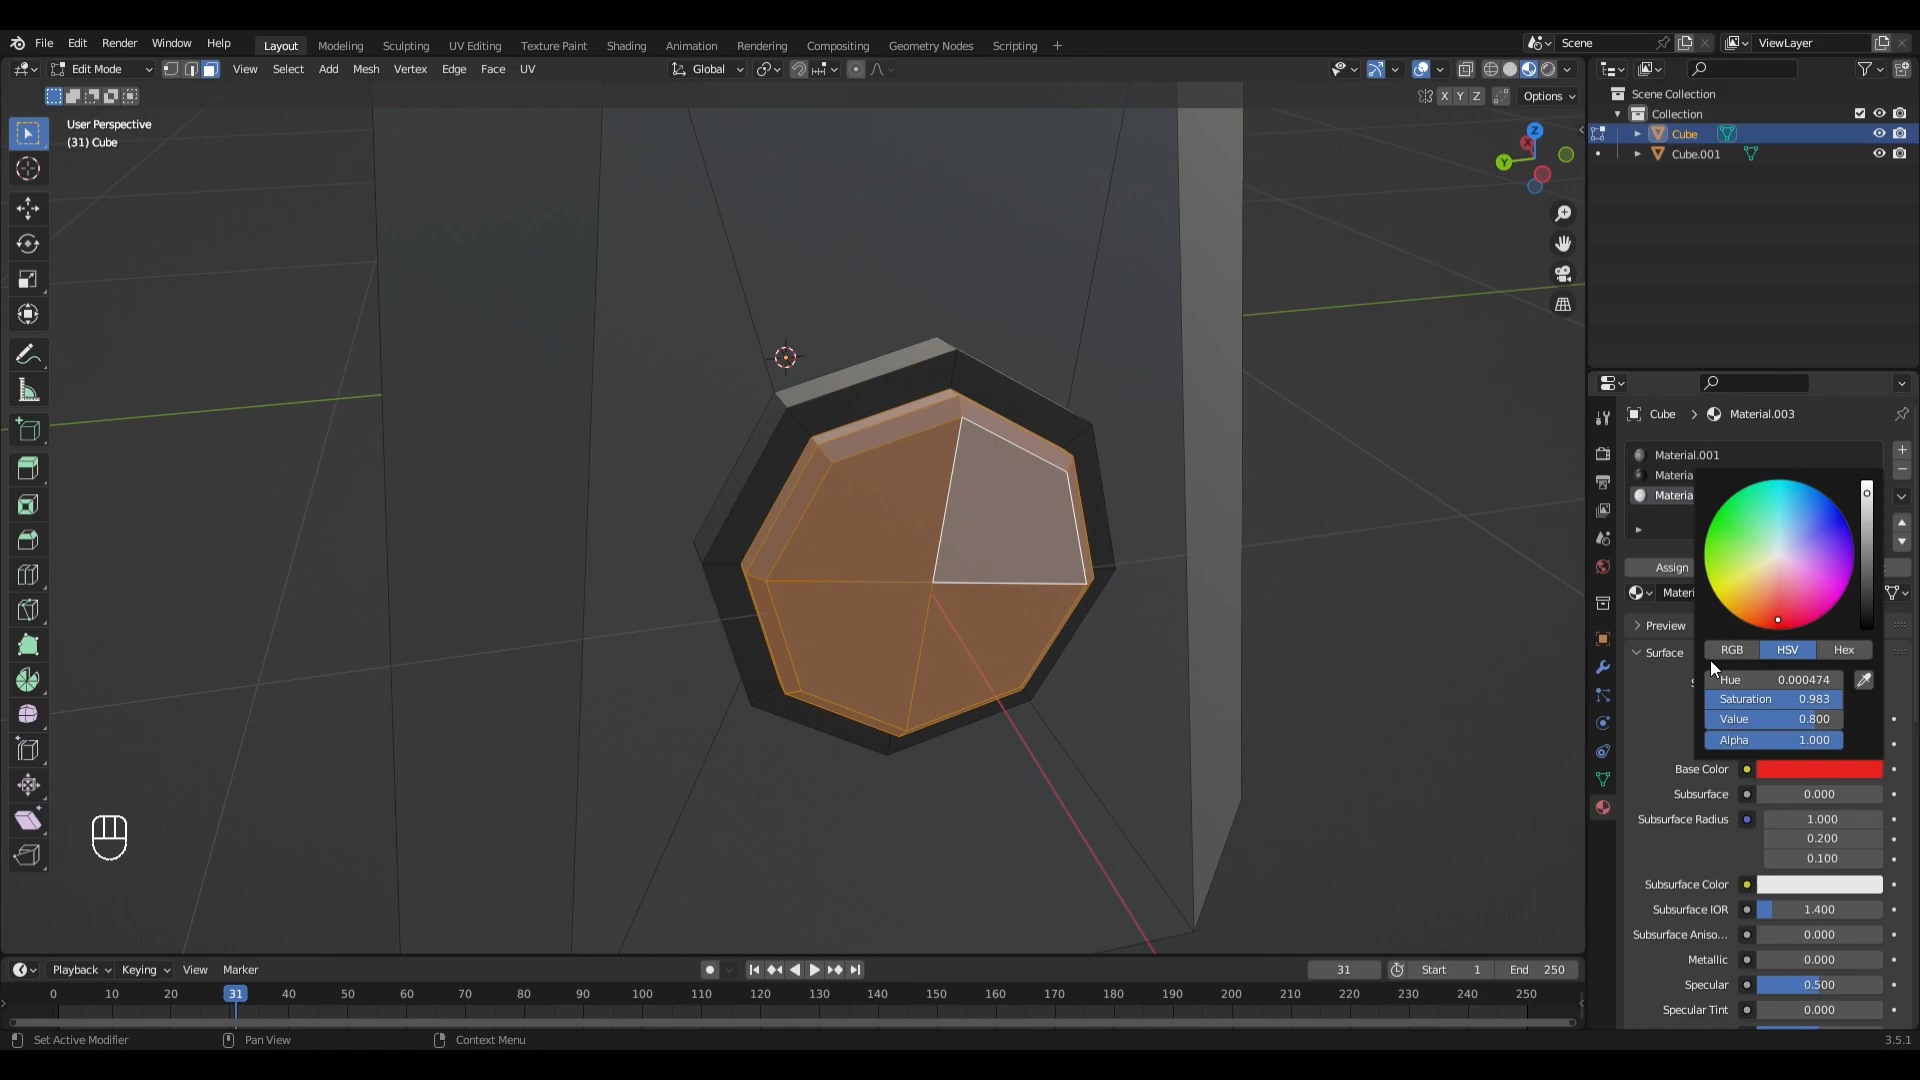 File Edit Render Window Help Layout Modeling Sculpting UV Editing Texture Paint Shading Animation Rendering Compositing Geometry Nodes Scripting + Scene ViewLayer
Edit Mode View Select Add Mesh Vertex Edge Face UV Global
X Y Z Options
User Perspective
(31) Cube
Z
X
Y
Scene Collection
Collection
Cube
Cube.001
Cube > Material.003
Material.001
Materia
Materia
Assign
Materi
Preview
RGB HSV Hex
Surface
S
Hue 0.000474
Saturation 0.983
Value 0.800
Alpha 1.000
Base Color
Subsurface 0.000
Subsurface Radius 1.000
0.200
0.100
Subsurface Color
Subsurface IOR 1.400
Subsurface Aniso... 0.000
Metallic 0.000
Specular 0.500
Specular Tint 0.000
Playback Keying View Marker 31 Start 1 End 250
0 10 20 31 40 50 60 70 80 90 100 110 120 130 140 150 160 170 180 190 200 210 220 230 240 250
Set Active Modifier Pan View Context Menu 3.5.1